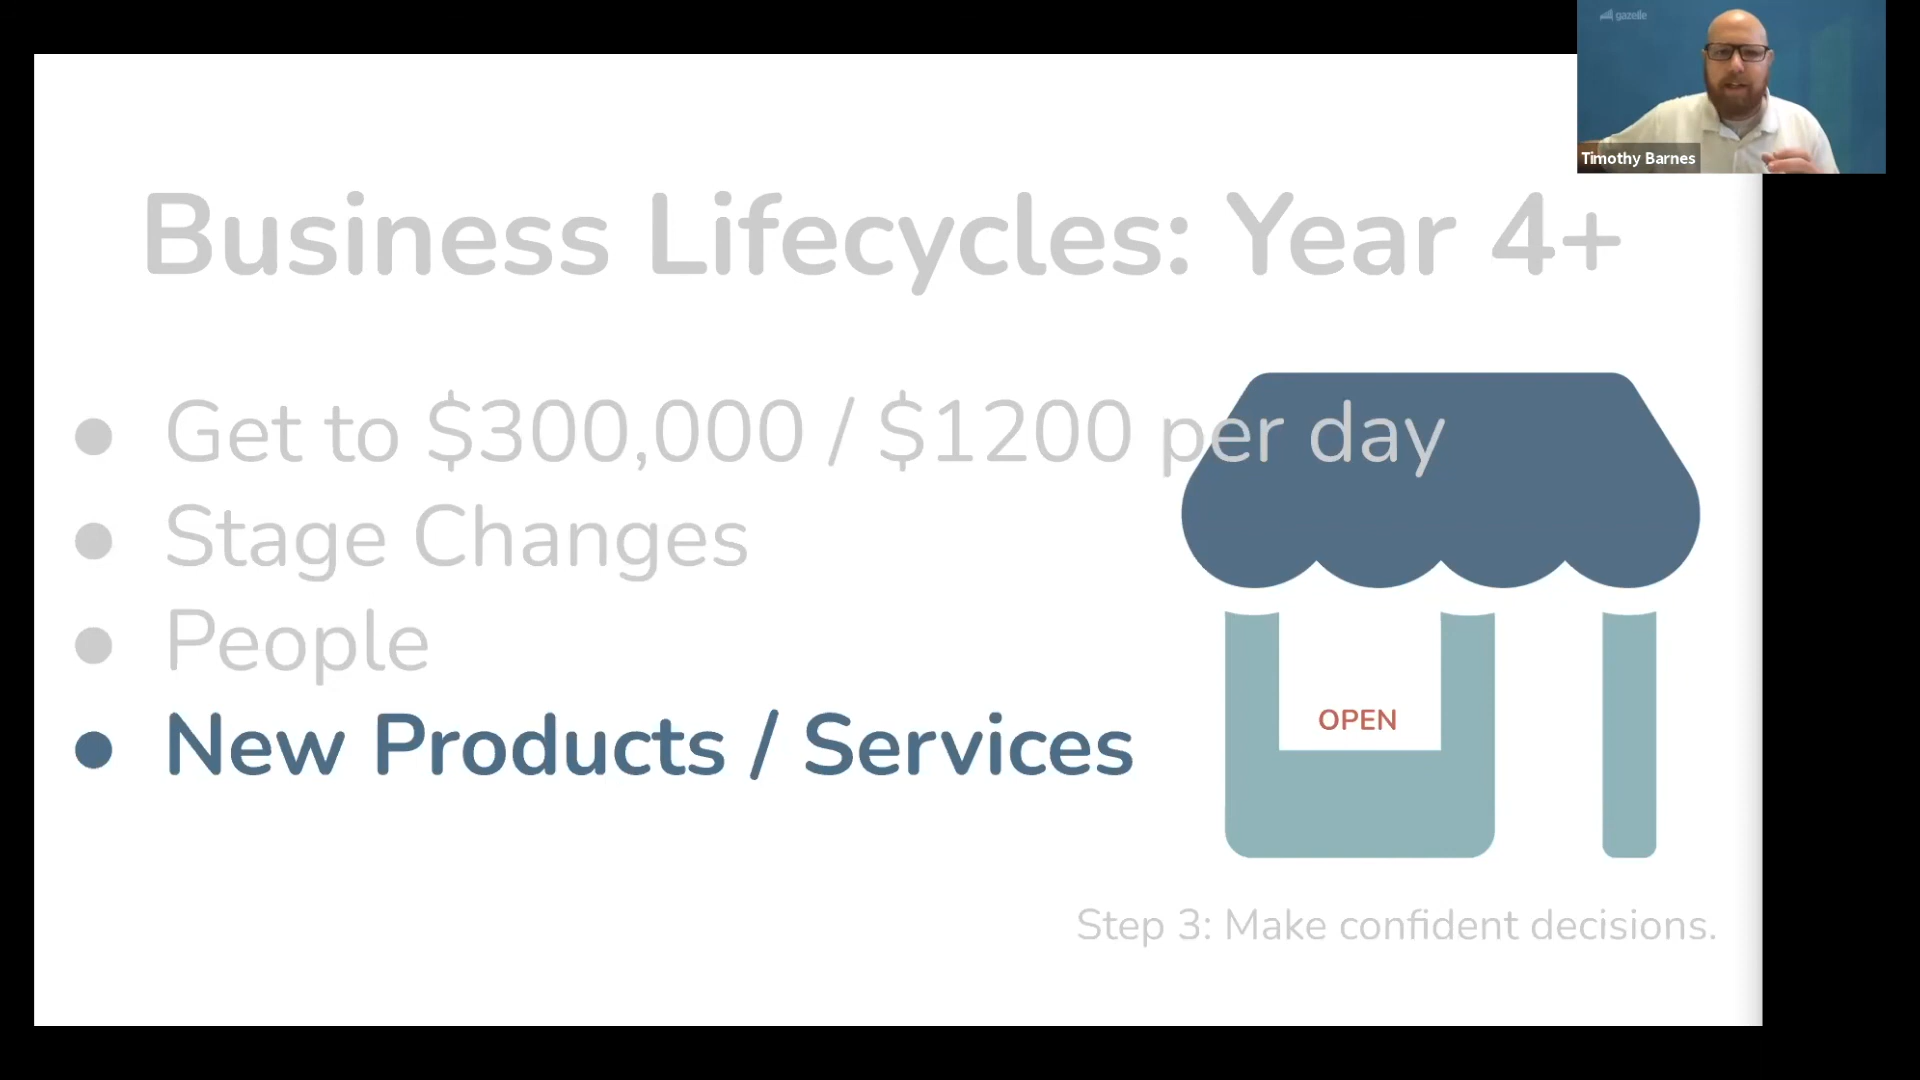 gazelle
Timothy Barnes
Business Lifecycles: Year 4+
● Get to $300,000 / $1200 per day
● Stage Changes
● People
● New Products / Services
OPEN
Step 3: Make confident decisions.